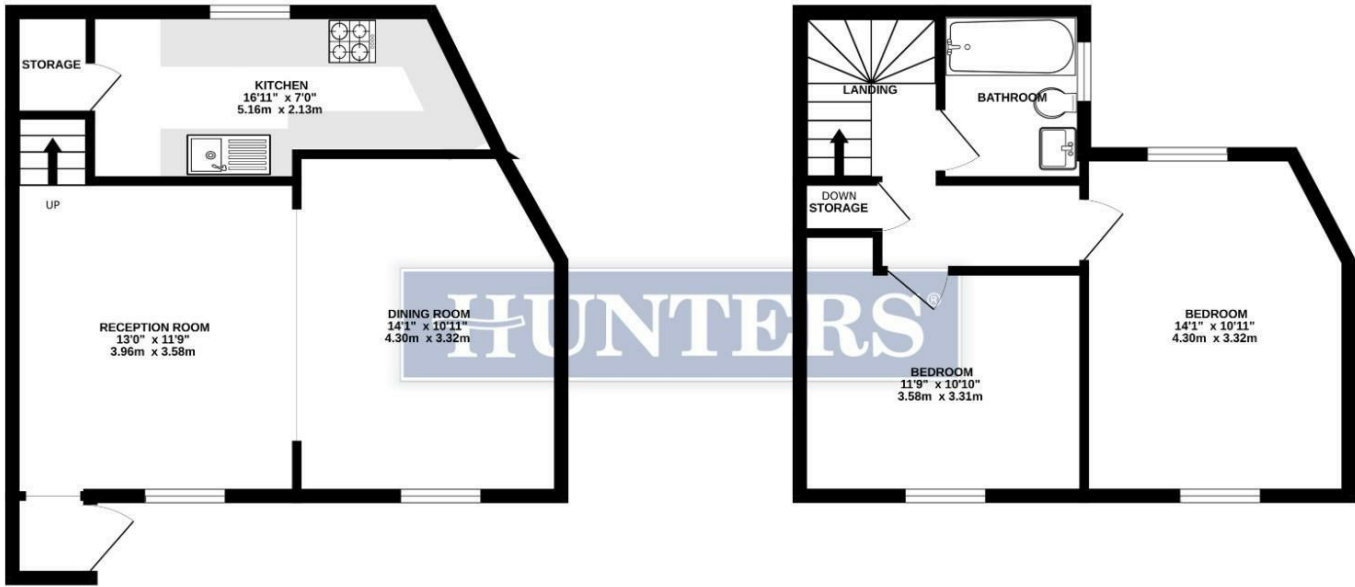 STORAGE
KITCHEN
16'11" x 7'0"
5.16m x 2.13m
UP
RECEPTION ROOM
13'0" x 11'9"
3.96m x 3.58m
DINING ROOM
14'1" x 10'11"
4.30m x 3.32m
HUNTERS®
LANDING
BATHROOM
DOWN
STORAGE
BEDROOM
11'9" x 10'10"
3.58m x 3.31m
BEDROOM
14'1" x 10'11"
4.30m x 3.32m